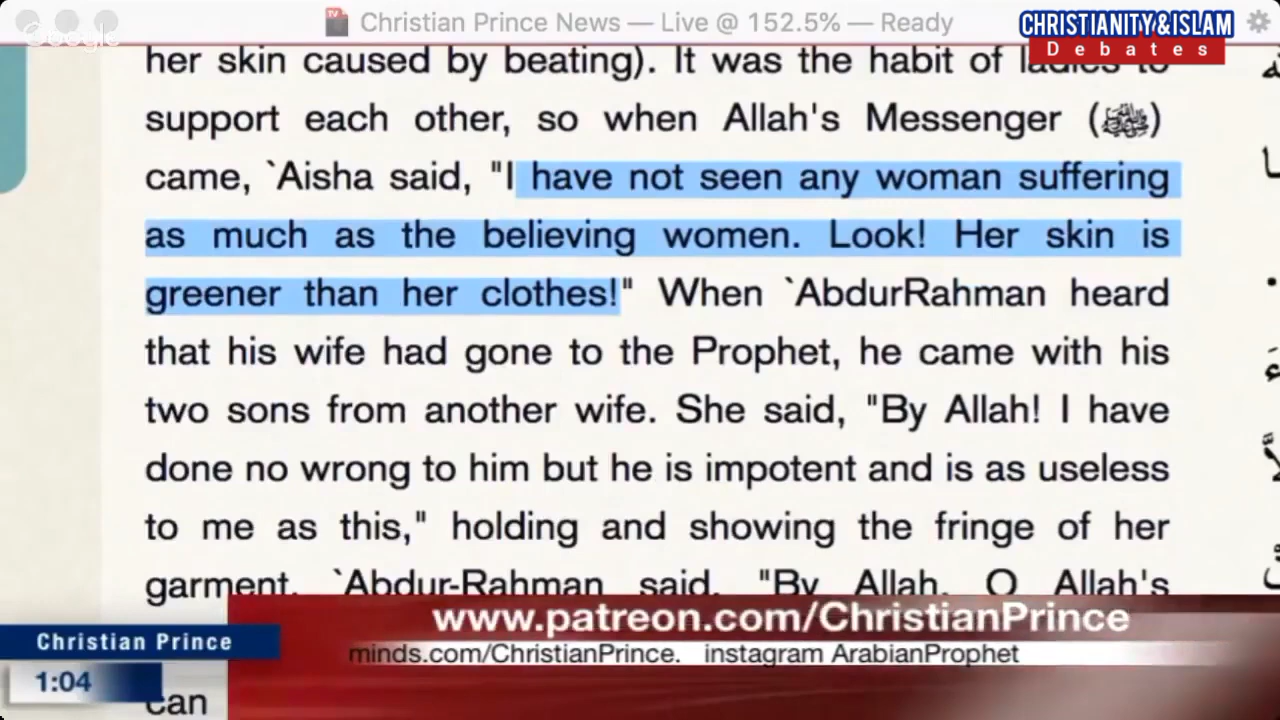 Christian Prince News — Live @ 152.5% — Ready
CHRISTIANITY & ISLAM
Debates
Google
her skin caused by beating). It was the habit of ladies to
support each other, so when Allah's Messenger (ﷺ)
came, `Aisha said, "I have not seen any woman suffering
as much as the believing women. Look! Her skin is
greener than her clothes!" When `AbdurRahman heard
that his wife had gone to the Prophet, he came with his
two sons from another wife. She said, "By Allah! I have
done no wrong to him but he is impotent and is as useless
to me as this," holding and showing the fringe of her
garment. `Abdur-Rahman said, "By Allah, O Allah's
can
www.patreon.com/ChristianPrince
Christian Prince
minds.com/ChristianPrince. instagram ArabianProphet
1:04